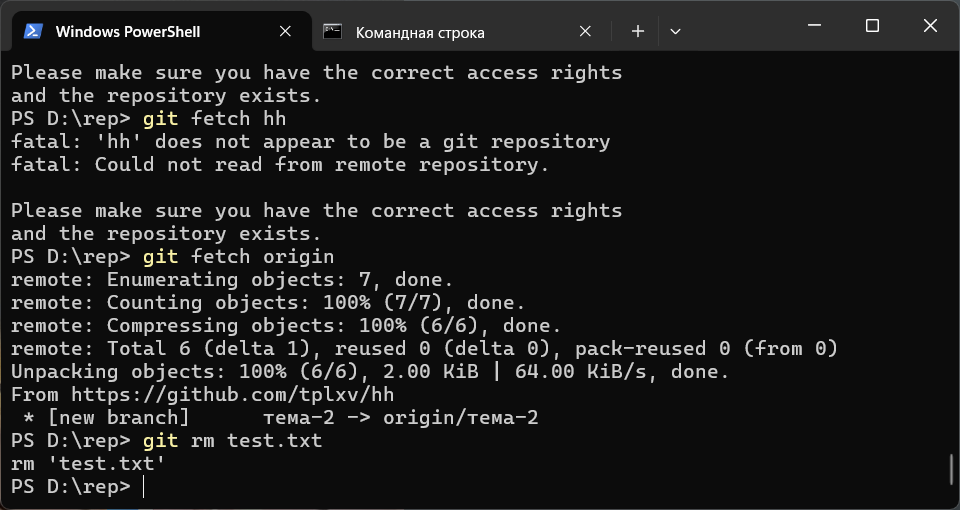 Windows PowerShell
Командная строка
Please make sure you have the correct access rights
and the repository exists.
PS D:\rep> git fetch hh
fatal: 'hh' does not appear to be a git repository
fatal: Could not read from remote repository.
Please make sure you have the correct access rights
and the repository exists.
PS D:\rep> git fetch origin
remote: Enumerating objects: 7, done.
remote: Counting objects: 100% (7/7), done.
remote: Compressing objects: 100% (6/6), done.
remote: Total 6 (delta 1), reused 0 (delta 0), pack-reused 0 (from 0)
Unpacking objects: 100% (6/6), 2.00 KiB | 64.00 KiB/s, done.
From https://github.com/tplxv/hh
 * [new branch]      тема-2 -> origin/тема-2
PS D:\rep> git rm test.txt
rm 'test.txt'
PS D:\rep>